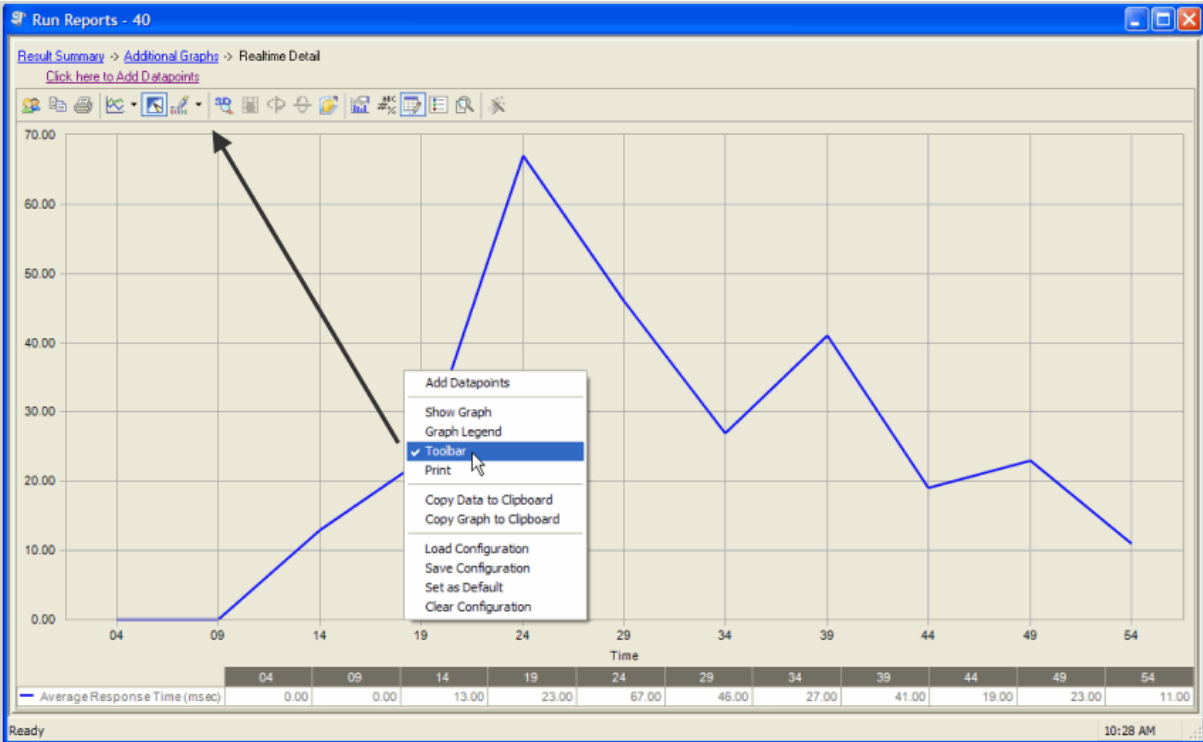 Run Reports - 40
Result Summary -> Additional Graphs -> Realtime Detail
Click here to Add Datapoints
3D
70.00
60.00
50.00
40.00
30.00
20.00
10.00
0.00
Add Datapoints
Show Graph
Graph Legend
Toolbar
Print
Copy Data to Clipboard
Copy Graph to Clipboard
Load Configuration
Save Configuration
Set as Default
Clear Configuration
04 09 14 19 24 29 34 39 44 49 54
Time
04 09 14 19 24 29 34 39 44 49 54
Average Response Time (msec) 0.00 0.00 13.00 23.00 67.00 46.00 27.00 41.00 19.00 23.00 11.00
Ready 10:28 AM